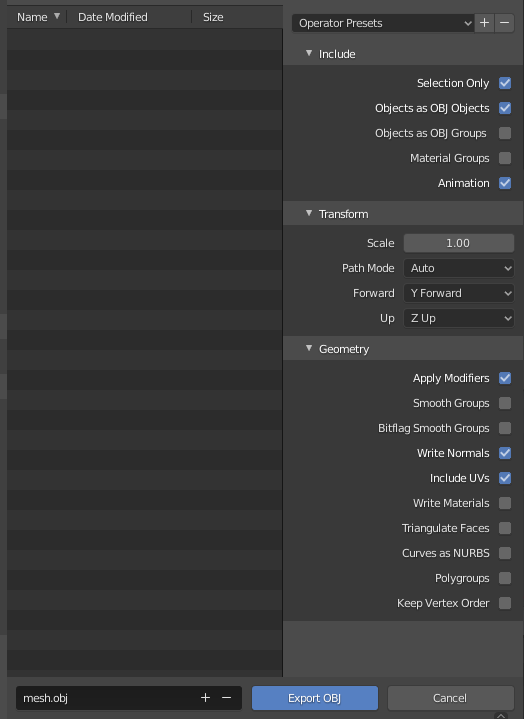 Name Date Modified Size
Operator Presets
Include
Selection Only
Objects as OBJ Objects
Objects as OBJ Groups
Material Groups
Animation
Transform
Scale 1.00
Path Mode Auto
Forward Y Forward
Up Z Up
Geometry
Apply Modifiers
Smooth Groups
Bitflag Smooth Groups
Write Normals
Include UVs
Write Materials
Triangulate Faces
Curves as NURBS
Polygroups
Keep Vertex Order
mesh.obj Export OBJ Cancel